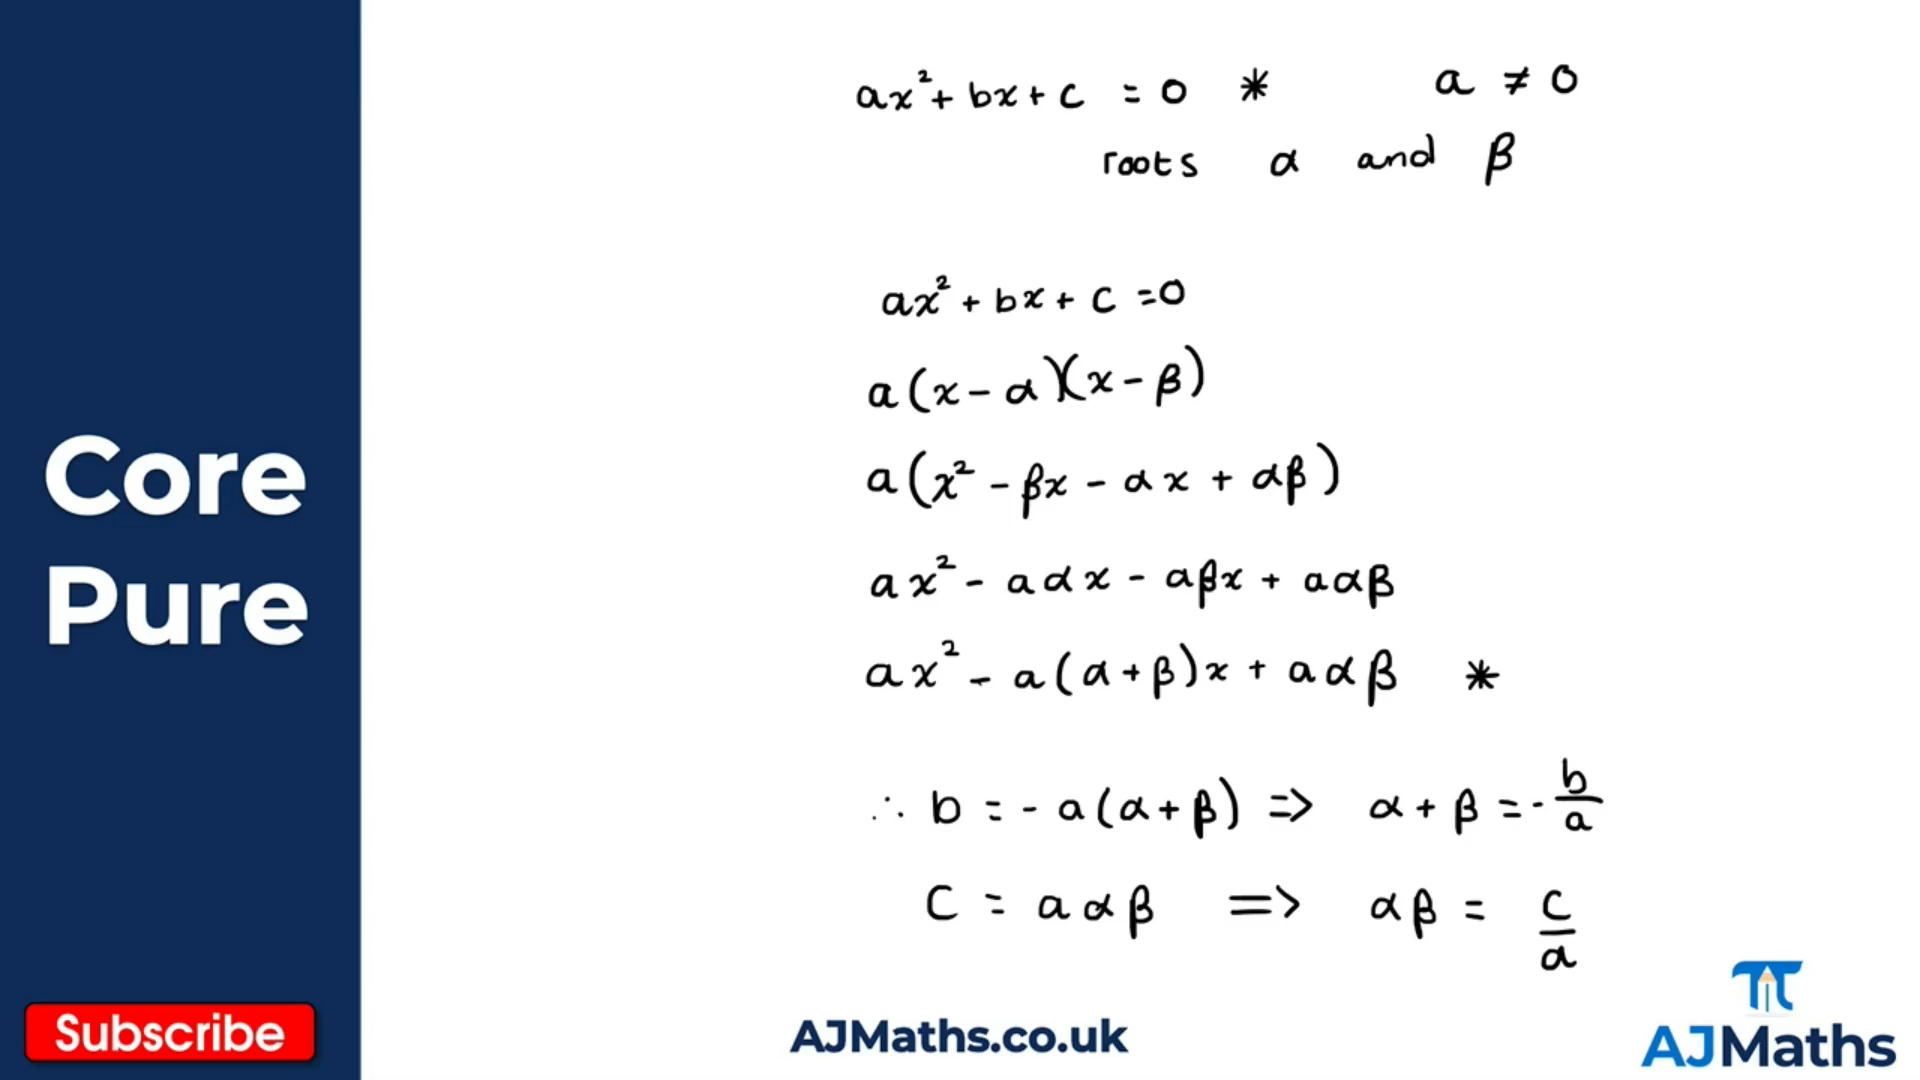 ax² + bx + c = 0 * a ≠ 0
roots α and β
ax² + bx + c = 0
a(x - α)(x - β)
a(x² - βx - αx + αβ)
Core
Pure
ax² - aαx - aβx + aαβ
ax² - a(α + β)x + aαβ *
∴ b = - a(α + β) => α + β = - b/a
C = aαβ => αβ = c/a
Subscribe
AJMaths.co.uk
AJMaths